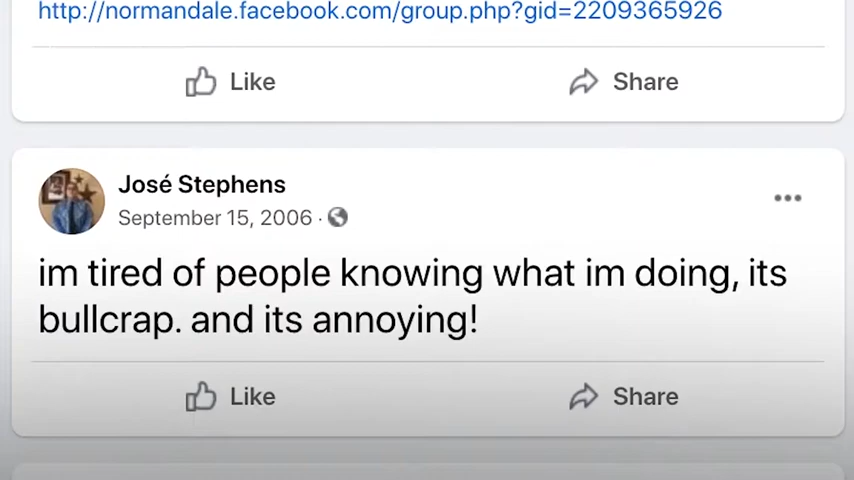 http://normandale.facebook.com/group.php?gid=2209365926
Like
Share
José Stephens
September 15, 2006 ·
im tired of people knowing what im doing, its
bullcrap. and its annoying!
Like
Share